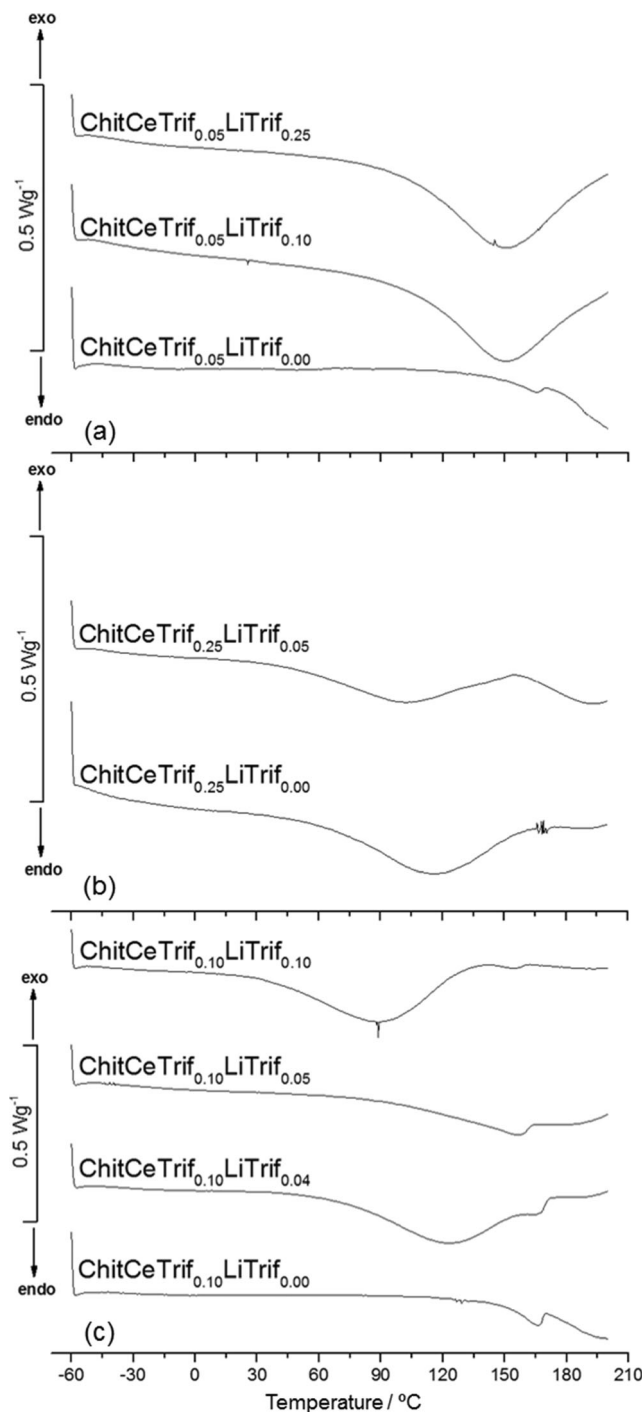 exo
0.5 Wg⁻¹
endo
ChitCeTrif₀.₀₅LiTrif₀.₂₅
ChitCeTrif₀.₀₅LiTrif₀.₁₀
ChitCeTrif₀.₀₅LiTrif₀.₀₀
(a)
exo
0.5 Wg⁻¹
endo
ChitCeTrif₀.₂₅LiTrif₀.₀₅
ChitCeTrif₀.₂₅LiTrif₀.₀₀
(b)
exo
0.5 Wg⁻¹
endo
ChitCeTrif₀.₁₀LiTrif₀.₁₀
ChitCeTrif₀.₁₀LiTrif₀.₀₅
ChitCeTrif₀.₁₀LiTrif₀.₀₄
ChitCeTrif₀.₁₀LiTrif₀.₀₀
(c)
-60 -30 0 30 60 90 120 150 180 210
Temperature / ºC